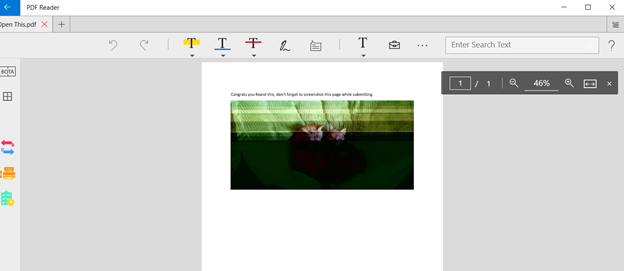 PDF Reader
Open This.pdf
Enter Search Text
BOTA
1 / 1
46%
Congrats you found this, don't forget to screenshot this page while submitting.